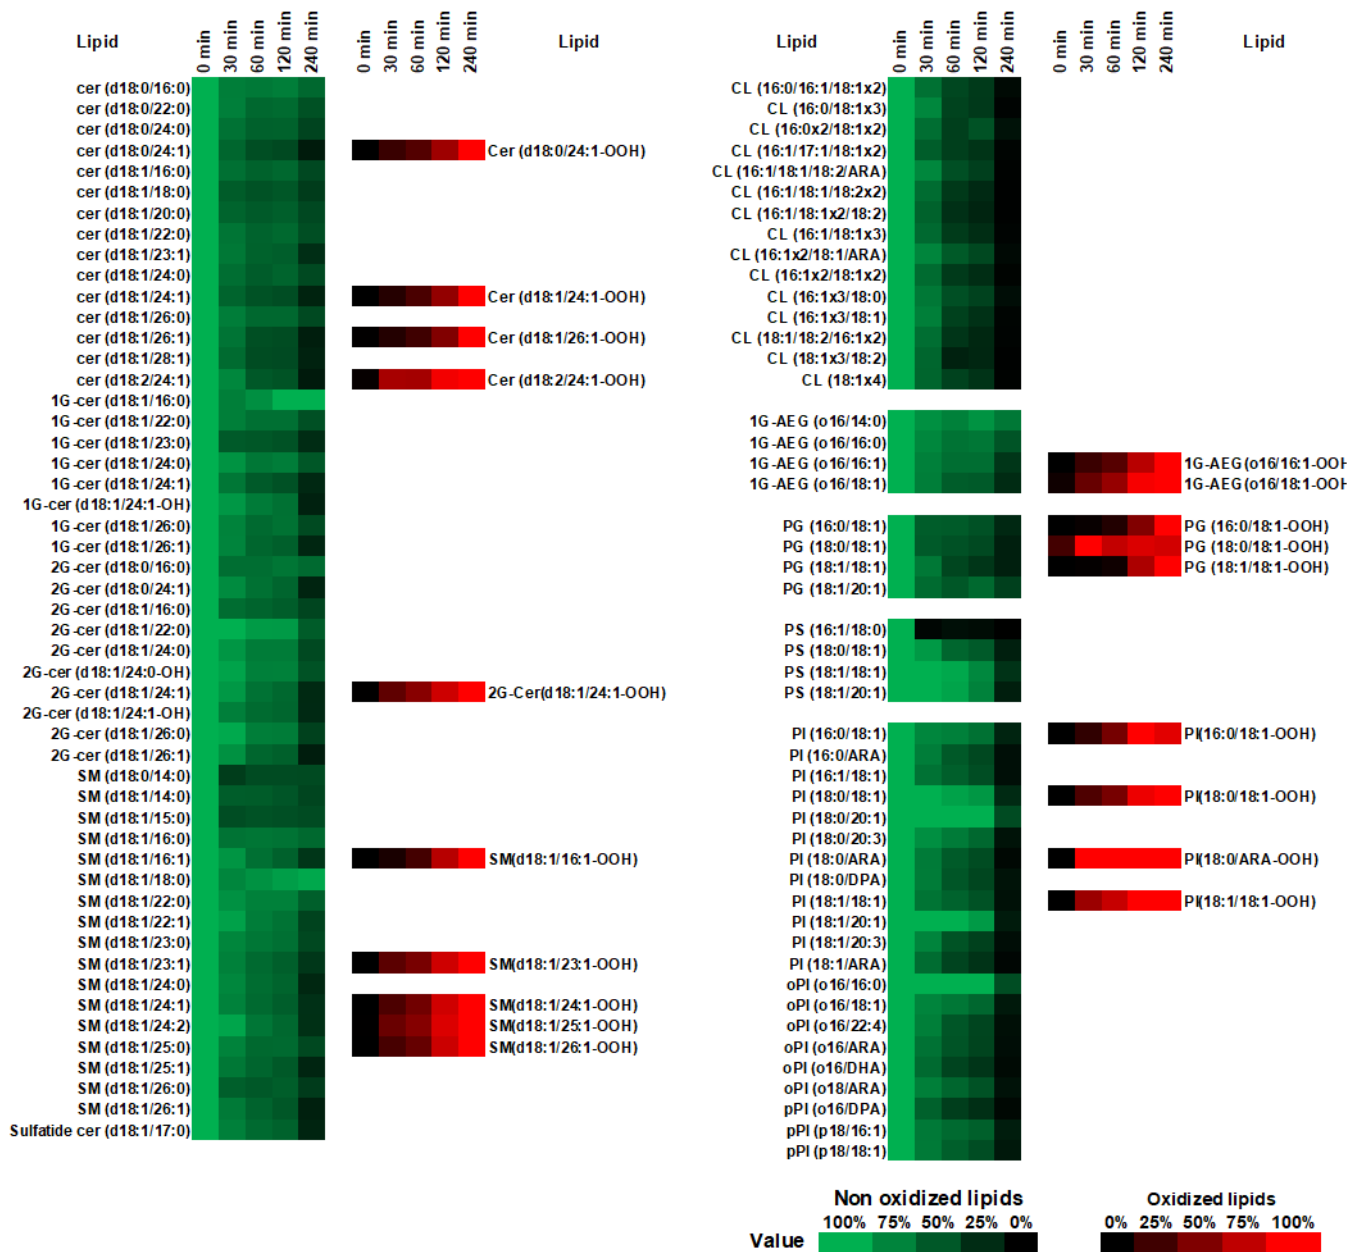 Lipid 0 min 30 min 60 min 120 min 240 min Lipid
cer (d18:0/16:0)
cer (d18:0/22:0)
cer (d18:0/24:0)
cer (d18:0/24:1) Cer (d18:0/24:1-OOH)
cer (d18:1/16:0)
cer (d18:1/18:0)
cer (d18:1/20:0)
cer (d18:1/22:0)
cer (d18:1/23:1)
cer (d18:1/24:0)
cer (d18:1/24:1) Cer (d18:1/24:1-OOH)
cer (d18:1/26:0)
cer (d18:1/26:1) Cer (d18:1/26:1-OOH)
cer (d18:1/28:1)
cer (d18:2/24:1) Cer (d18:2/24:1-OOH)
1G-cer (d18:1/16:0)
1G-cer (d18:1/22:0)
1G-cer (d18:1/23:0)
1G-cer (d18:1/24:0)
1G-cer (d18:1/24:1)
1G-cer (d18:1/24:1-OH)
1G-cer (d18:1/26:0)
1G-cer (d18:1/26:1)
2G-cer (d18:0/16:0)
2G-cer (d18:0/24:1)
2G-cer (d18:1/16:0)
2G-cer (d18:1/22:0)
2G-cer (d18:1/24:0)
2G-cer (d18:1/24:0-OH)
2G-cer (d18:1/24:1) 2G-Cer(d18:1/24:1-OOH)
2G-cer (d18:1/24:1-OH)
2G-cer (d18:1/26:0)
2G-cer (d18:1/26:1)
SM (d18:0/14:0)
SM (d18:1/14:0)
SM (d18:1/15:0)
SM (d18:1/16:0)
SM (d18:1/16:1) SM(d18:1/16:1-OOH)
SM (d18:1/18:0)
SM (d18:1/22:0)
SM (d18:1/22:1)
SM (d18:1/23:0)
SM (d18:1/23:1) SM(d18:1/23:1-OOH)
SM (d18:1/24:0)
SM (d18:1/24:1) SM(d18:1/24:1-OOH)
SM (d18:1/24:2) SM(d18:1/25:1-OOH)
SM (d18:1/25:0) SM(d18:1/26:1-OOH)
SM (d18:1/25:1)
SM (d18:1/26:0)
SM (d18:1/26:1)
Sulfatide cer (d18:1/17:0)
0 min 30 min 60 min 120 min 240 min
Lipid 0 min 30 min 60 min 120 min 240 min Lipid
CL (16:0/16:1/18:1x2)
CL (16:0/18:1x3)
CL (16:0x2/18:1x2)
CL (16:1/17:1/18:1x2)
CL (16:1/18:1/18:2/ARA)
CL (16:1/18:1/18:2x2)
CL (16:1/18:1x2/18:2)
CL (16:1/18:1x3)
CL (16:1x2/18:1/ARA)
CL (16:1x2/18:1x2)
CL (16:1x3/18:0)
CL (16:1x3/18:1)
CL (18:1/18:2/16:1x2)
CL (18:1x3/18:2)
CL (18:1x4)
1G-AEG (o16/14:0)
1G-AEG (o16/16:0)
1G-AEG (o16/16:1) 1G-AEG(o16/16:1-OOH
1G-AEG (o16/18:1) 1G-AEG(o16/18:1-OOH
PG (16:0/18:1) PG (16:0/18:1-OOH)
PG (18:0/18:1) PG (18:0/18:1-OOH)
PG (18:1/18:1) PG (18:1/18:1-OOH)
PG (18:1/20:1)
PS (16:1/18:0)
PS (18:0/18:1)
PS (18:1/18:1)
PS (18:1/20:1)
PI (16:0/18:1) PI(16:0/18:1-OOH)
PI (16:0/ARA)
PI (16:1/18:1)
PI (18:0/18:1) PI(18:0/18:1-OOH)
PI (18:0/20:1)
PI (18:0/20:3)
PI (18:0/ARA) PI(18:0/ARA-OOH)
PI (18:0/DPA)
PI (18:1/18:1) PI(18:1/18:1-OOH)
PI (18:1/20:1)
PI (18:1/20:3)
PI (18:1/ARA)
oPI (o16/16:0)
oPI (o16/18:1)
oPI (o16/22:4)
oPI (o16/ARA)
oPI (o16/DHA)
oPI (o18/ARA)
pPI (o16/DPA)
pPI (p18/16:1)
pPI (p18/18:1)
0 min 30 min 60 min 120 min 240 min
Non oxidized lipids Oxidized lipids
100% 75% 50% 25% 0% 0% 25% 50% 75% 100%
Value